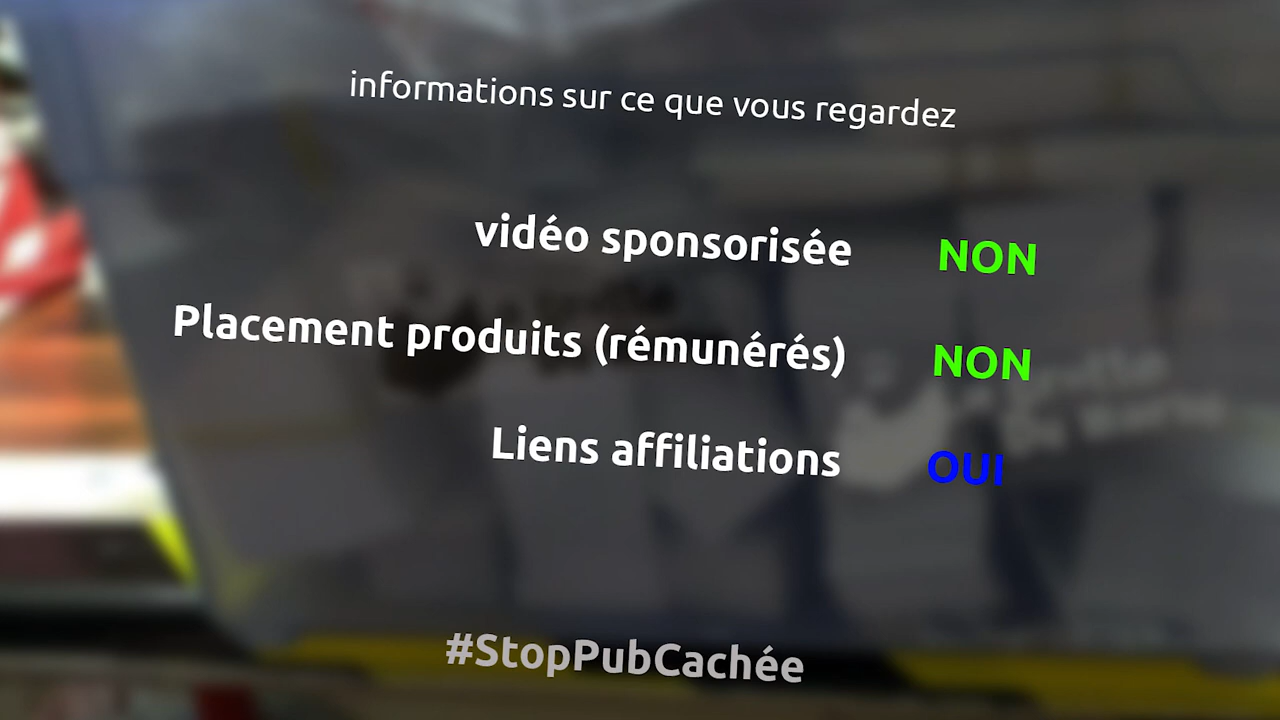 informations sur ce que vous regardez
vidéo sponsorisée NON
Placement produits (rémunérés) NON
Liens affiliations OUI
#StopPubCachée